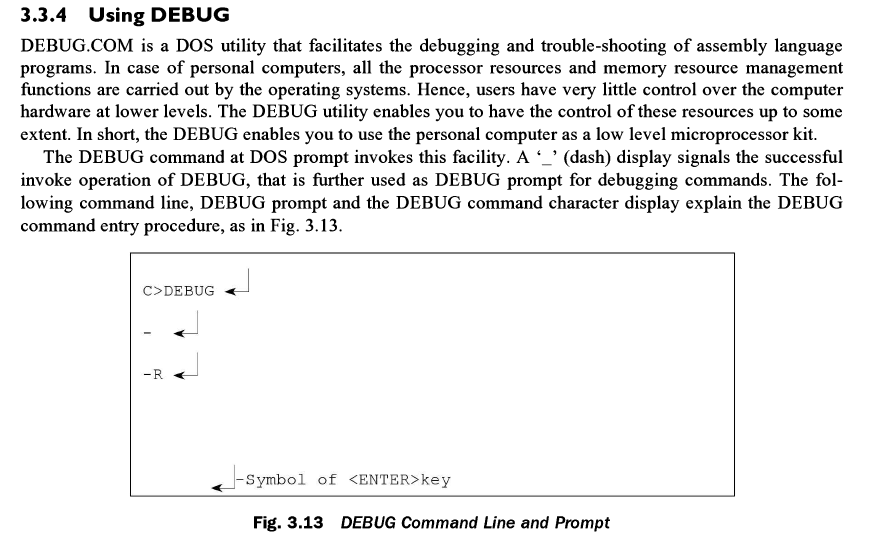 3.3.4 Using DEBUG
DEBUG.COM is a DOS utility that facilitates the debugging and trouble-shooting of assembly language
programs. In case of personal computers, all the processor resources and memory resource management
functions are carried out by the operating systems. Hence, users have very little control over the computer
hardware at lower levels. The DEBUG utility enables you to have the control of these resources up to some
extent. In short, the DEBUG enables you to use the personal computer as a low level microprocessor kit.
The DEBUG command at DOS prompt invokes this facility. A ‘_’ (dash) display signals the successful
invoke operation of DEBUG, that is further used as DEBUG prompt for debugging commands. The fol-
lowing command line, DEBUG prompt and the DEBUG command character display explain the DEBUG
command entry procedure, as in Fig. 3.13.
C>DEBUG
-
-R
-Symbol of <ENTER>key
Fig. 3.13 DEBUG Command Line and Prompt